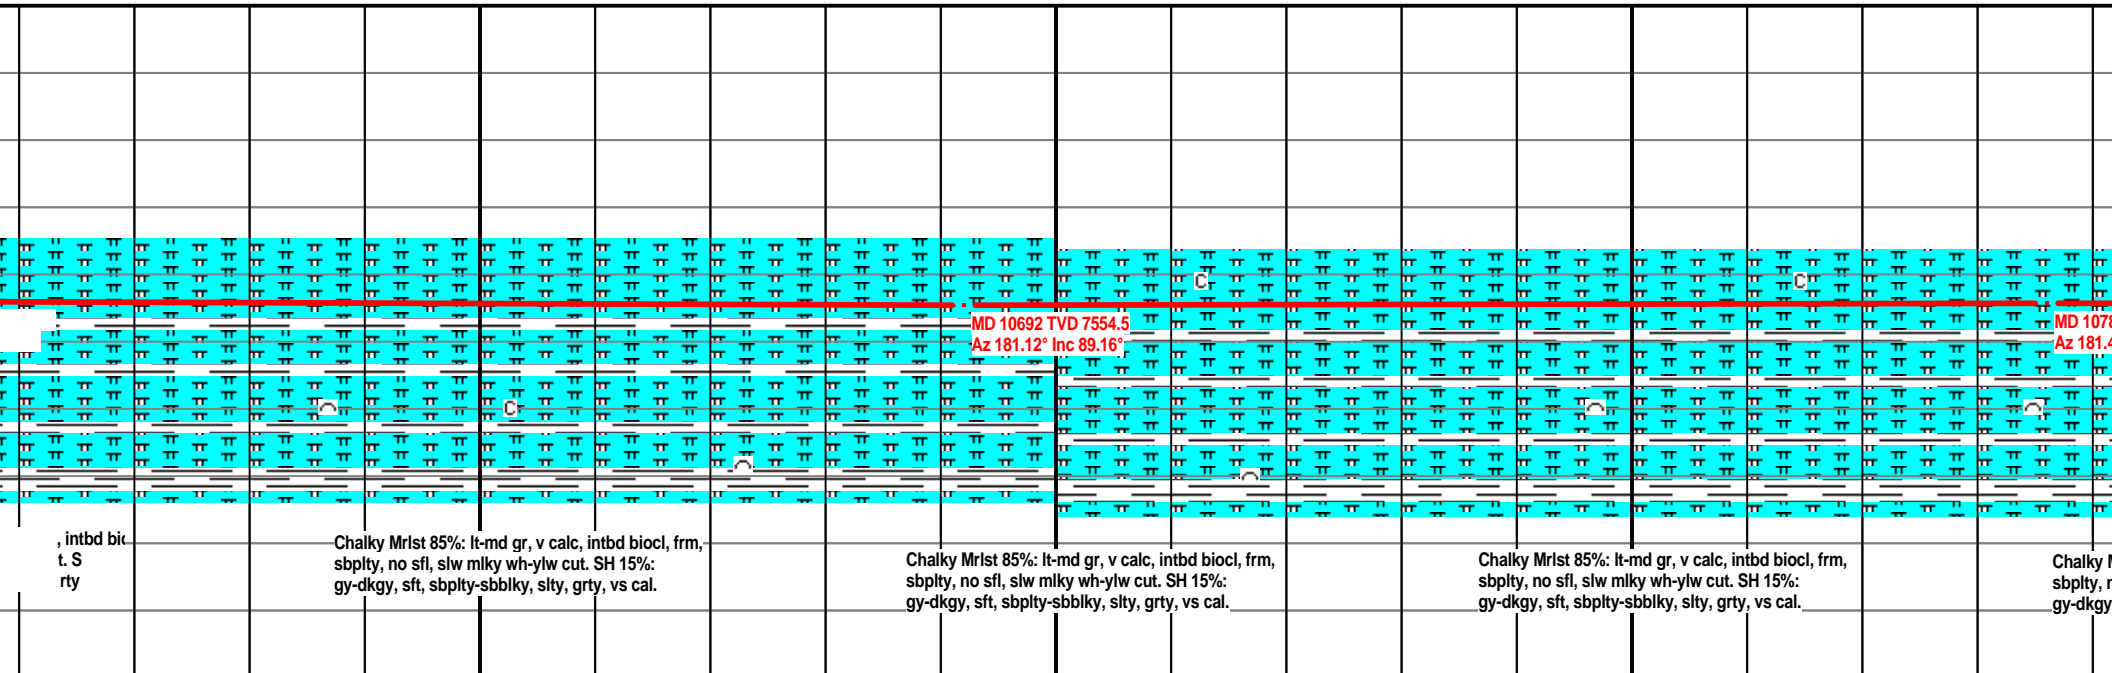 MD 10692 TVD 7554.5
Az 181.12° Inc 89.16°
MD 1078
Az 181.4
C
C
C
, intbd bio
t. S
rty
Chalky Mrlst 85%: lt-md gr, v calc, intbd biocl, frm,
sbplty, no sfl, slw mlky wh-ylw cut. SH 15%:
gy-dkgy, sft, sbplty-sbblky, slty, grty, vs cal.
Chalky Mrlst 85%: lt-md gr, v calc, intbd biocl, frm,
sbplty, no sfl, slw mlky wh-ylw cut. SH 15%:
gy-dkgy, sft, sbplty-sbblky, slty, grty, vs cal.
Chalky Mrlst 85%: lt-md gr, v calc, intbd biocl, frm,
sbplty, no sfl, slw mlky wh-ylw cut. SH 15%:
gy-dkgy, sft, sbplty-sbblky, slty, grty, vs cal.
Chalky
sbplty,
gy-dkgy